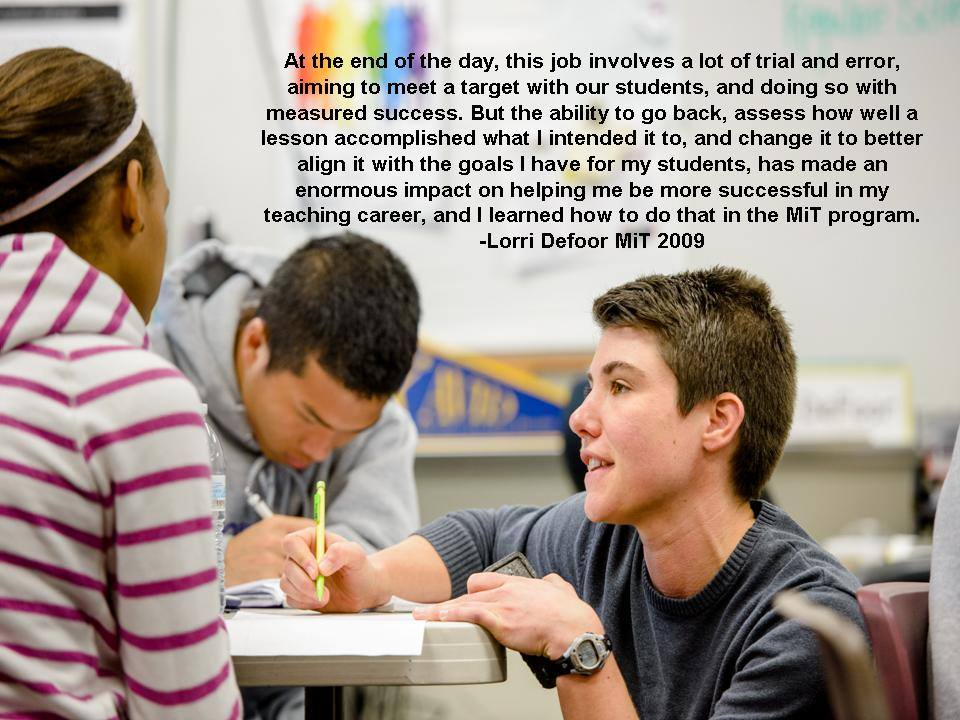 At the end of the day, this job involves a lot of trial and error,
aiming to meet a target with our students, and doing so with
measured success. But the ability to go back, assess how well a
lesson accomplished what I intended it to, and change it to better
align it with the goals I have for my students, has made an
enormous impact on helping me be more successful in my
teaching career, and I learned how to do that in the MiT program.
-Lorri Defoor MiT 2009
DeFoor